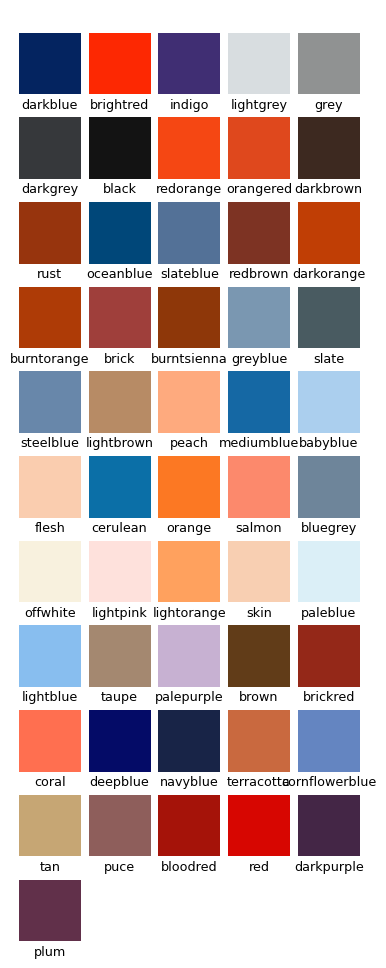 darkblue brightred indigo lightgrey grey
darkgrey black redorange orangered darkbrown
rust oceanblue slateblue redbrown darkorange
burntorange brick burntsienna greyblue slate
steelblue lightbrown peach mediumblue babyblue
flesh cerulean orange salmon bluegrey
offwhite lightpink lightorange skin paleblue
lightblue taupe palepurple brown brickred
coral deepblue navyblue terracotta cornflowerblue
tan puce bloodred red darkpurple
plum